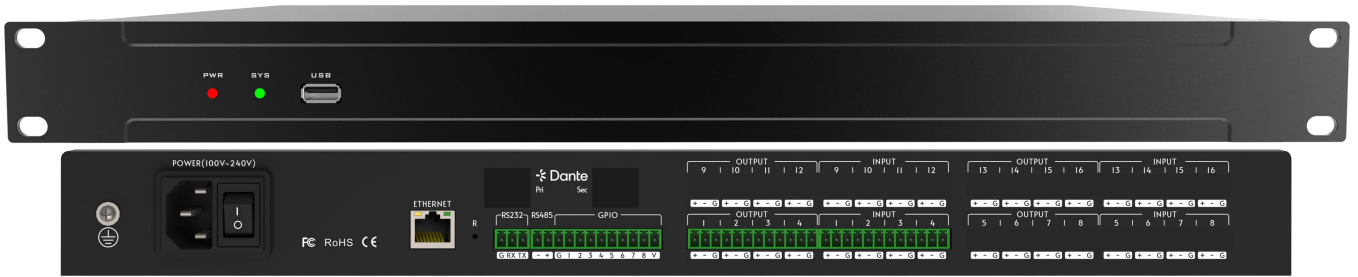 PWR SYS USB
POWER(100V~240V)
FC RoHS CE
ETHERNET
R
Dante
Pri Sec
RS232 RS485 GPIO
G RX TX - + G 1 2 3 4 5 6 7 8 V
OUTPUT INPUT
9 10 11 12 9 10 11 12
+ - G + - G + - G + - G + - G + - G + - G + - G
OUTPUT INPUT
1 2 3 4 1 2 3 4
+ - G + - G + - G + - G + - G + - G + - G + - G
OUTPUT INPUT
13 14 15 16 13 14 15 16
+ - G + - G + - G + - G + - G + - G + - G + - G
OUTPUT INPUT
5 6 7 8 5 6 7 8
+ - G + - G + - G + - G + - G + - G + - G + - G